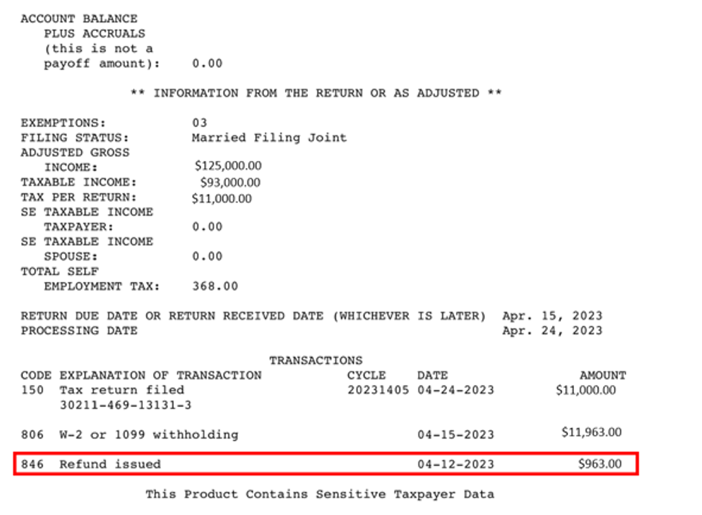 ACCOUNT BALANCE
PLUS ACCRUALS
(this is not a
payoff amount): 0.00
** INFORMATION FROM THE RETURN OR AS ADJUSTED **
EXEMPTIONS: 03
FILING STATUS: Married Filing Joint
ADJUSTED GROSS
INCOME: $125,000.00
TAXABLE INCOME: $93,000.00
TAX PER RETURN: $11,000.00
SE TAXABLE INCOME
TAXPAYER: 0.00
SE TAXABLE INCOME
SPOUSE: 0.00
TOTAL SELF
EMPLOYMENT TAX: 368.00
RETURN DUE DATE OR RETURN RECEIVED DATE (WHICHEVER IS LATER) Apr. 15, 2023
PROCESSING DATE Apr. 24, 2023
TRANSACTIONS
CODE EXPLANATION OF TRANSACTION CYCLE DATE AMOUNT
150 Tax return filed 20231405 04-24-2023 $11,000.00
30211-469-13131-3
806 W-2 or 1099 withholding 04-15-2023 $11,963.00
846 Refund issued 04-12-2023 $963.00
This Product Contains Sensitive Taxpayer Data